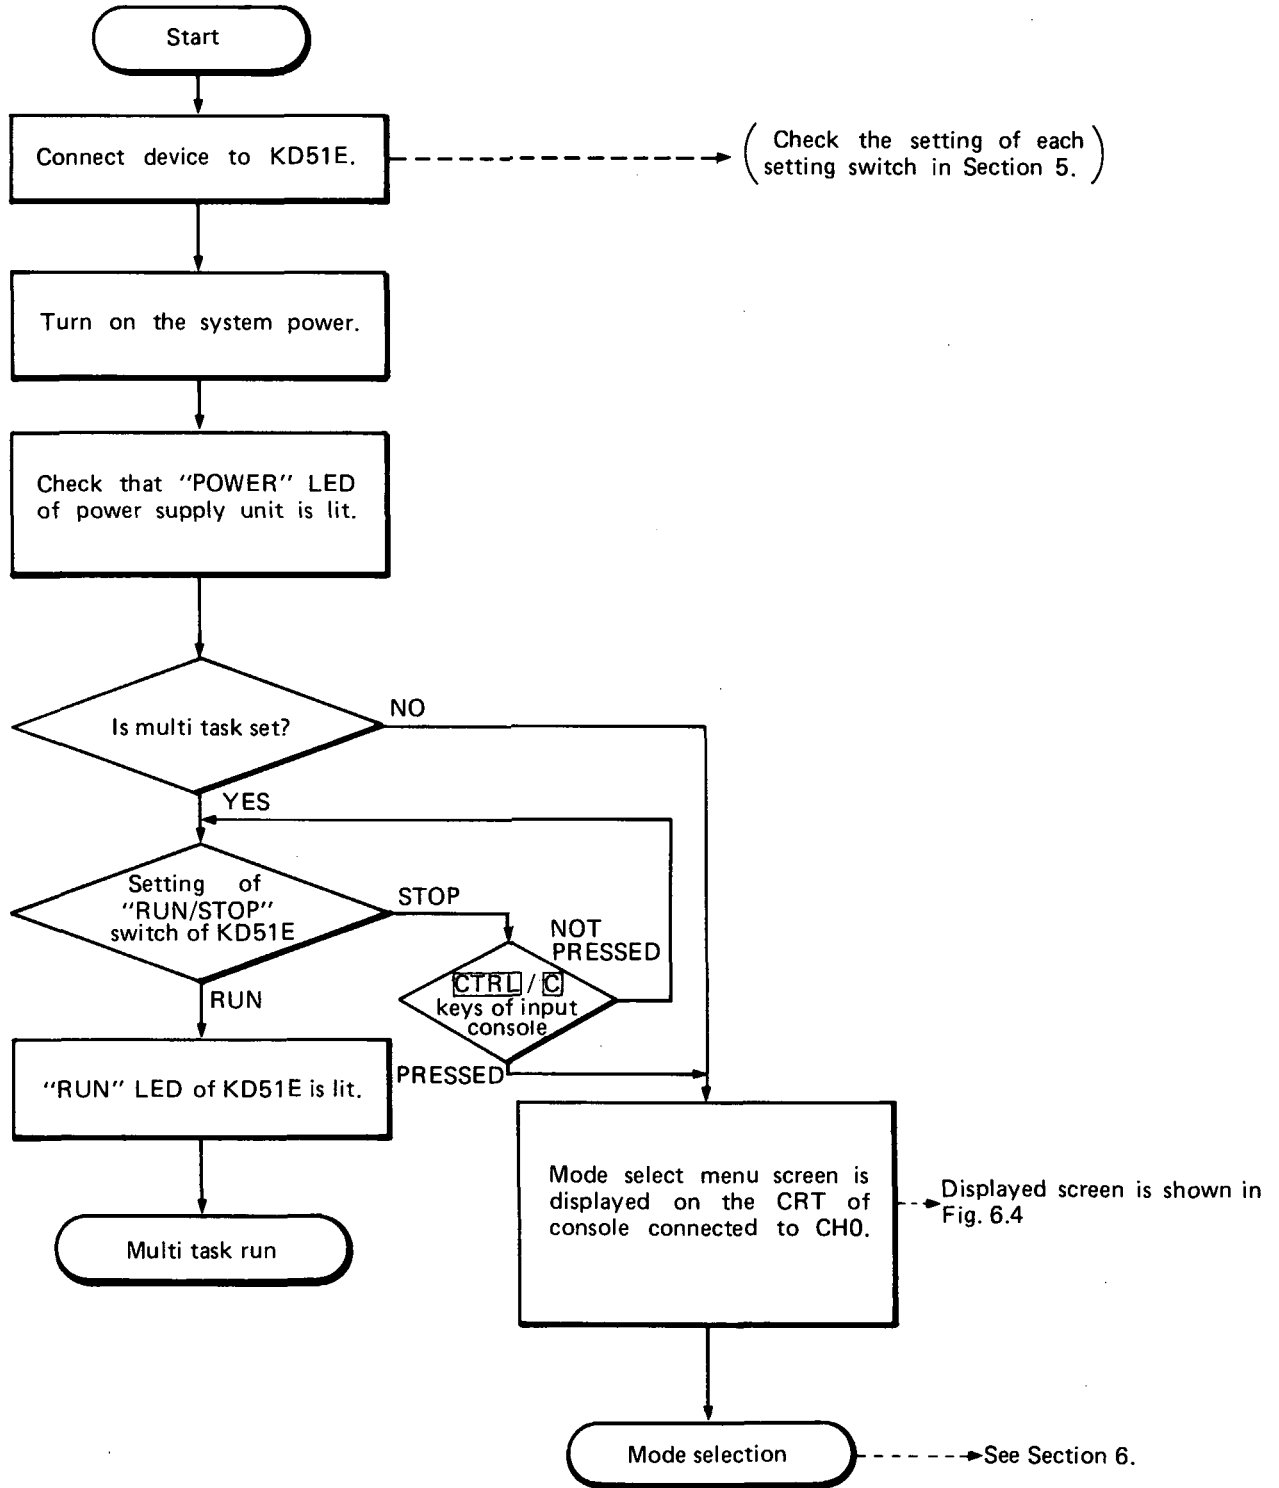 Start
Connect device to KD51E.
( Check the setting of each
setting switch in Section 5. )
Turn on the system power.
Check that "POWER" LED
of power supply unit is lit.
Is multi task set?
NO
YES
Setting of
"RUN/STOP"
switch of KD51E
STOP
NOT
PRESSED
CTRL / C
keys of input
console
RUN
PRESSED
"RUN" LED of KD51E is lit.
Mode select menu screen is
displayed on the CRT of
console connected to CH0.
Displayed screen is shown in
Fig. 6.4
Multi task run
Mode selection
See Section 6.